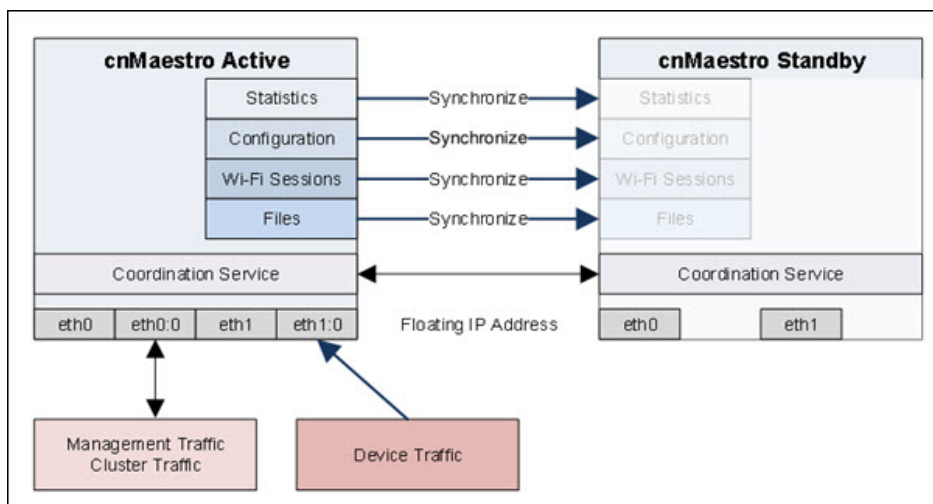 cnMaestro Active
cnMaestro Standby
Statistics
Synchronize
Statistics
Configuration
Synchronize
Configuration
Wi-Fi Sessions
Synchronize
Wi-Fi Sessions
Files
Synchronize
Files
Coordination Service
Coordination Service
eth0
eth0:0
eth1
eth1:0
Floating IP Address
eth0
eth1
Management Traffic
Cluster Traffic
Device Traffic